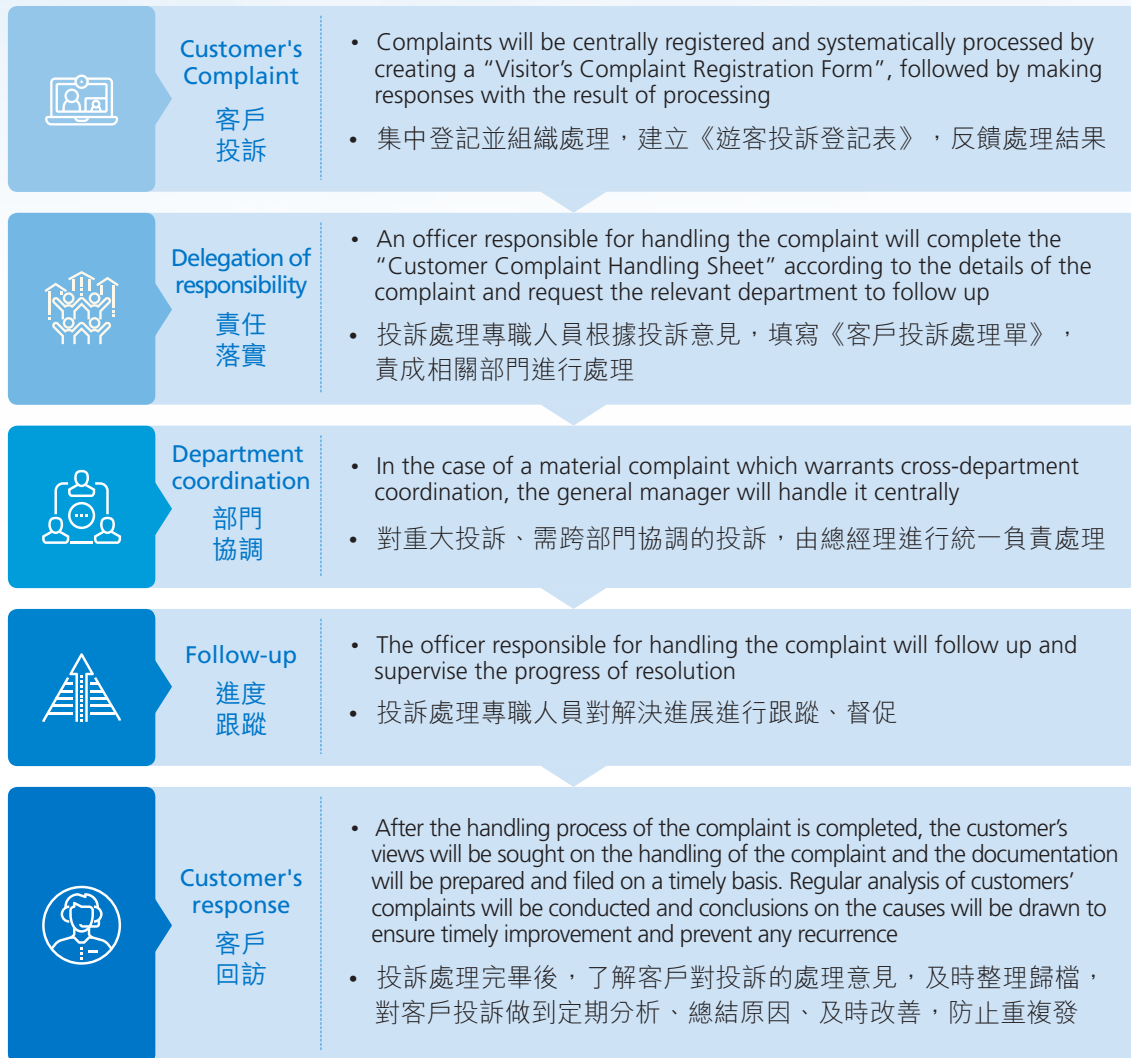 Customer's
Complaint
客戶
投訴
• Complaints will be centrally registered and systematically processed by
creating a “Visitor’s Complaint Registration Form”, followed by making
responses with the result of processing
• 集中登記並組織處理，建立《遊客投訴登記表》，反饋處理結果
Delegation of
responsibility
責任
落實
• An officer responsible for handling the complaint will complete the
“Customer Complaint Handling Sheet” according to the details of the
complaint and request the relevant department to follow up
• 投訴處理專職人員根據投訴意見，填寫《客戶投訴處理單》，
責成相關部門進行處理
Department
coordination
部門
協調
• In the case of a material complaint which warrants cross-department
coordination, the general manager will handle it centrally
• 對重大投訴、需跨部門協調的投訴，由總經理進行統一負責處理
Follow-up
進度
跟蹤
• The officer responsible for handling the complaint will follow up and
supervise the progress of resolution
• 投訴處理專職人員對解決進展進行跟蹤、督促
Customer's
response
客戶
回訪
• After the handling process of the complaint is completed, the customer’s
views will be sought on the handling of the complaint and the documentation
will be prepared and filed on a timely basis. Regular analysis of customers’
complaints will be conducted and conclusions on the causes will be drawn to
ensure timely improvement and prevent any recurrence
• 投訴處理完畢後，了解客戶對投訴的處理意見，及時整理歸檔，
對客戶投訴做到定期分析、總結原因、及時改善，防止重複發